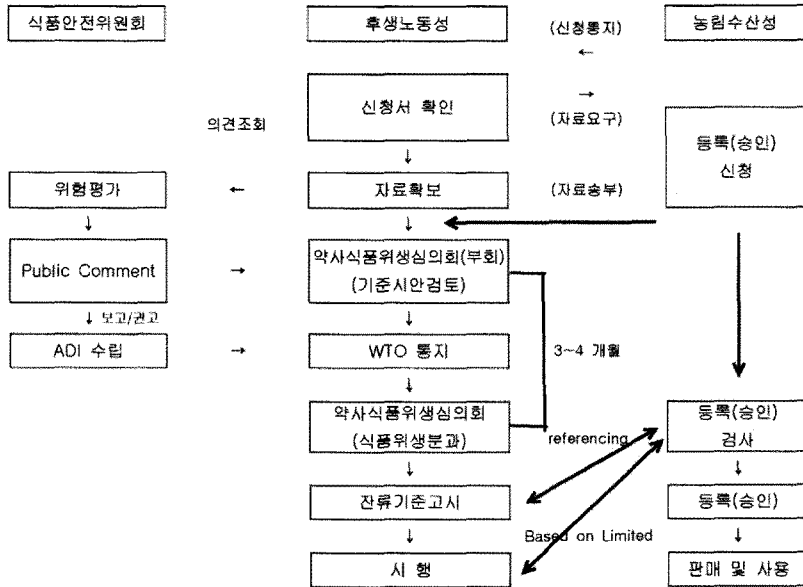 식품안전위원회
후생노동성
(신청통지)
농림수산성
←
신청서 확인
→
의견조회
(자료요구)
등록(승인)
신청
↓
위험평가
←
자료확보
(자료송부)
↓
↓
Public Comment
→
약사식품위생심의회(부회)
(기준시안검토)
↓ 보고/권고
↓
ADI 수립
→
WTO 통지
3~4 개월
↓
약사식품위생심의회
(식품위생분과)
referencing
등록(승인)
검사
↓
↓
잔류기준고시
등록(승인)
↓
Based on Limited
↓
시 행
판매 및 사용